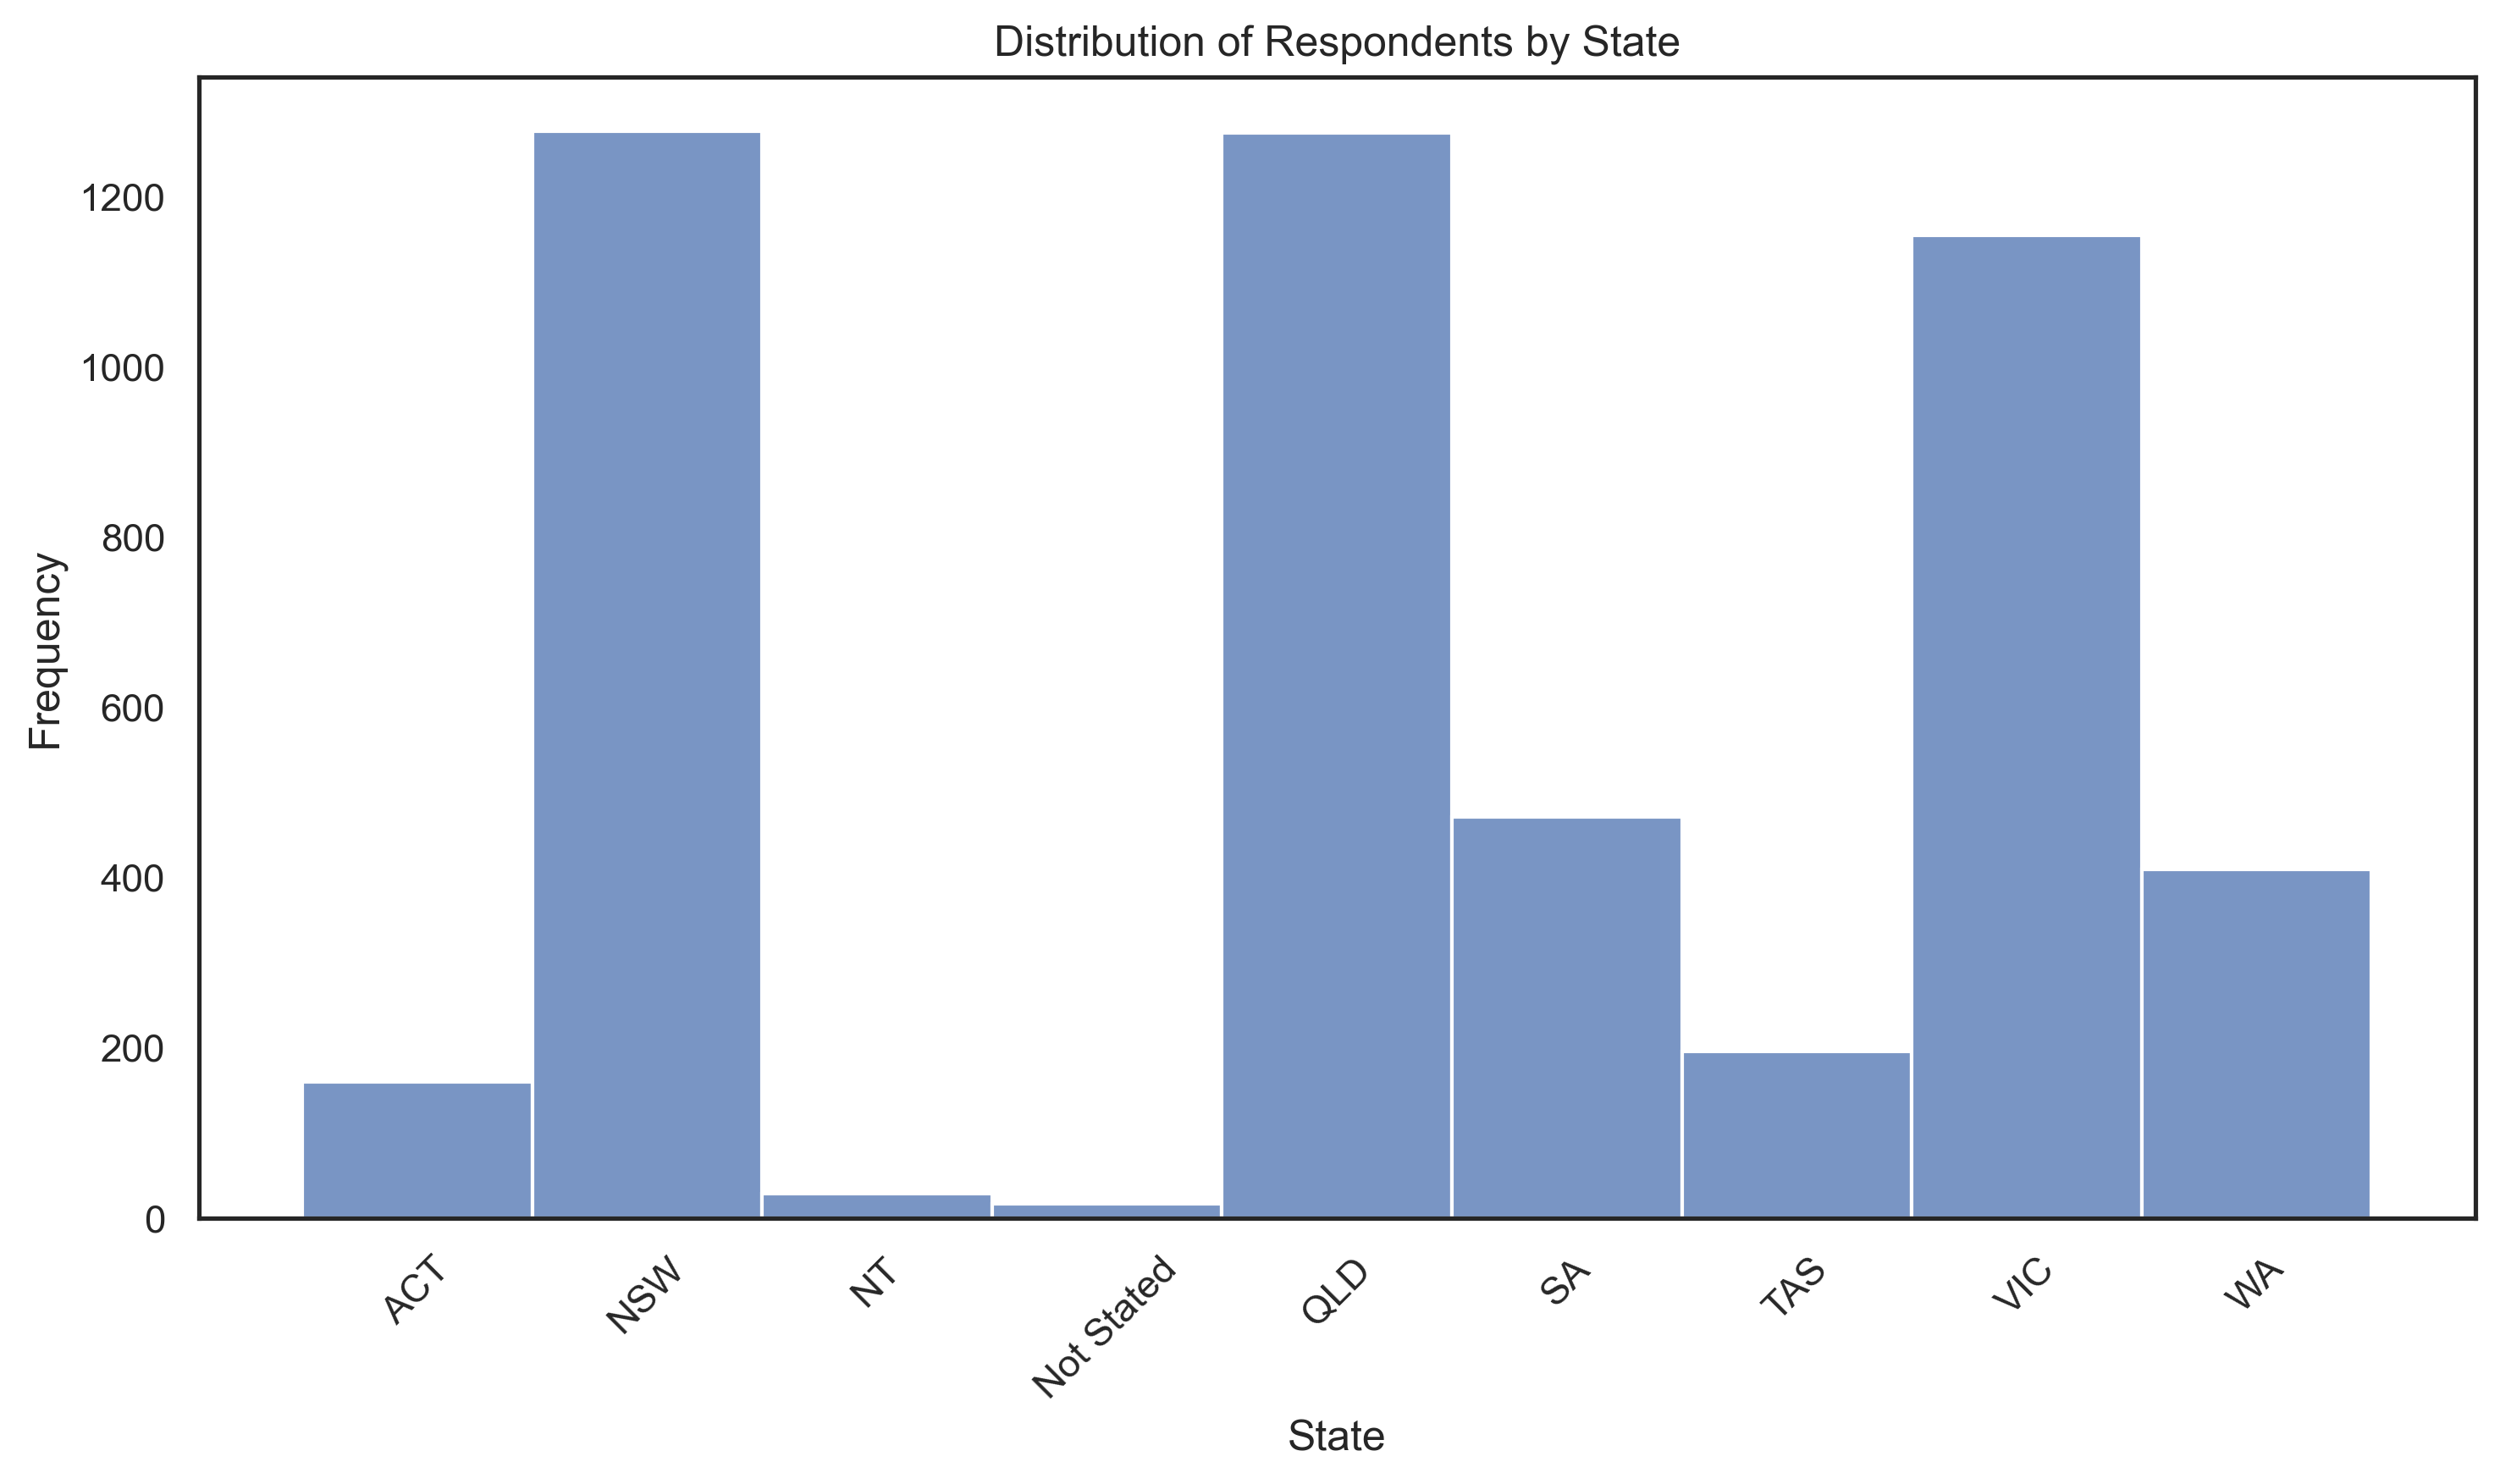 Distribution of Respondents by State
Frequency
1200
1000
800
600
400
200
0
ACT
NSW
NT
Not Stated
QLD
SA
TAS
VIC
WA
State